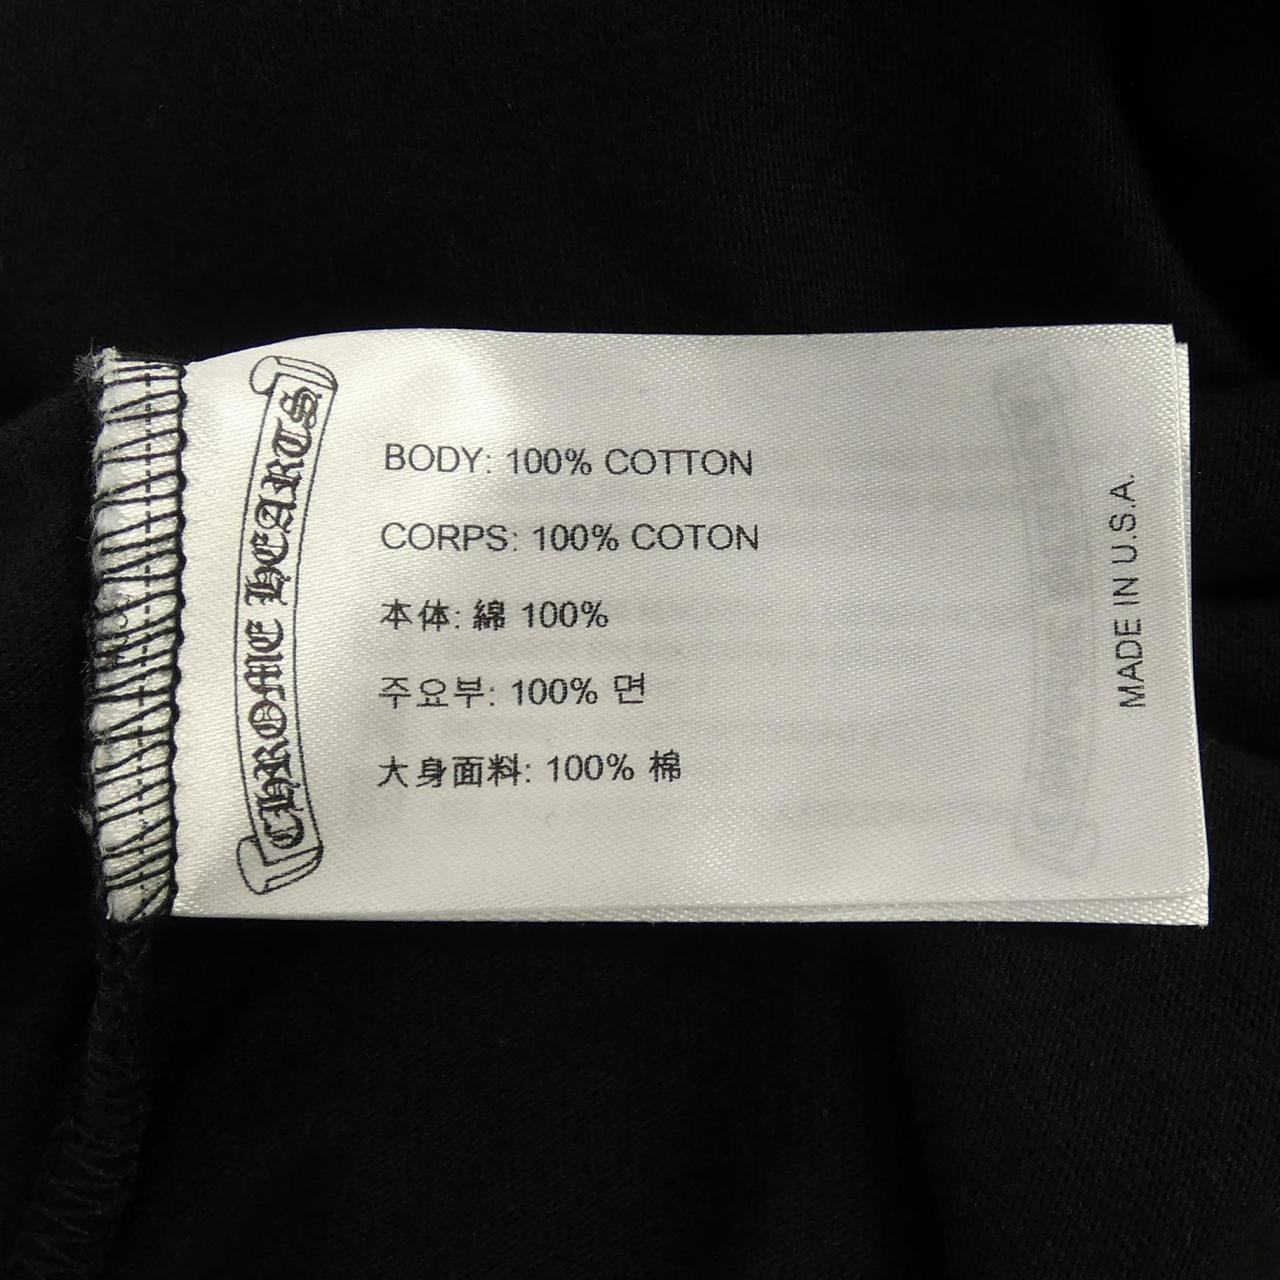 CHROME HEARTS
BODY: 100% COTTON
CORPS: 100% COTON
本体: 綿 100%
주요부: 100% 면
大身面料: 100% 棉
MADE IN U.S.A.